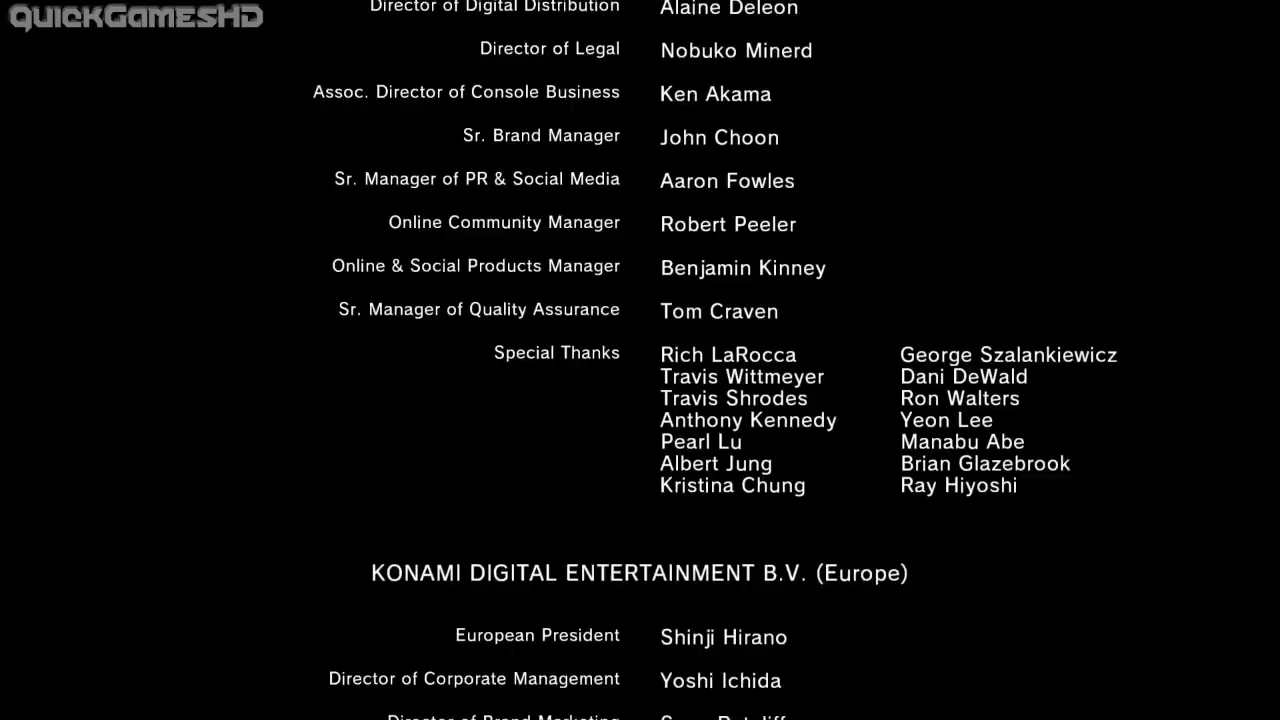 QuickGamesHD
Director of Digital Distribution Alaine Deleon
Director of Legal Nobuko Minerd
Assoc. Director of Console Business Ken Akama
Sr. Brand Manager John Choon
Sr. Manager of PR & Social Media Aaron Fowles
Online Community Manager Robert Peeler
Online & Social Products Manager Benjamin Kinney
Sr. Manager of Quality Assurance Tom Craven
Special Thanks Rich LaRocca George Szalankiewicz
Travis Wittmeyer Dani DeWald
Travis Shrodes Ron Walters
Anthony Kennedy Yeon Lee
Pearl Lu Manabu Abe
Albert Jung Brian Glazebrook
Kristina Chung Ray Hiyoshi
KONAMI DIGITAL ENTERTAINMENT B.V. (Europe)
European President Shinji Hirano
Director of Corporate Management Yoshi Ichida
Director of Brand Marketing